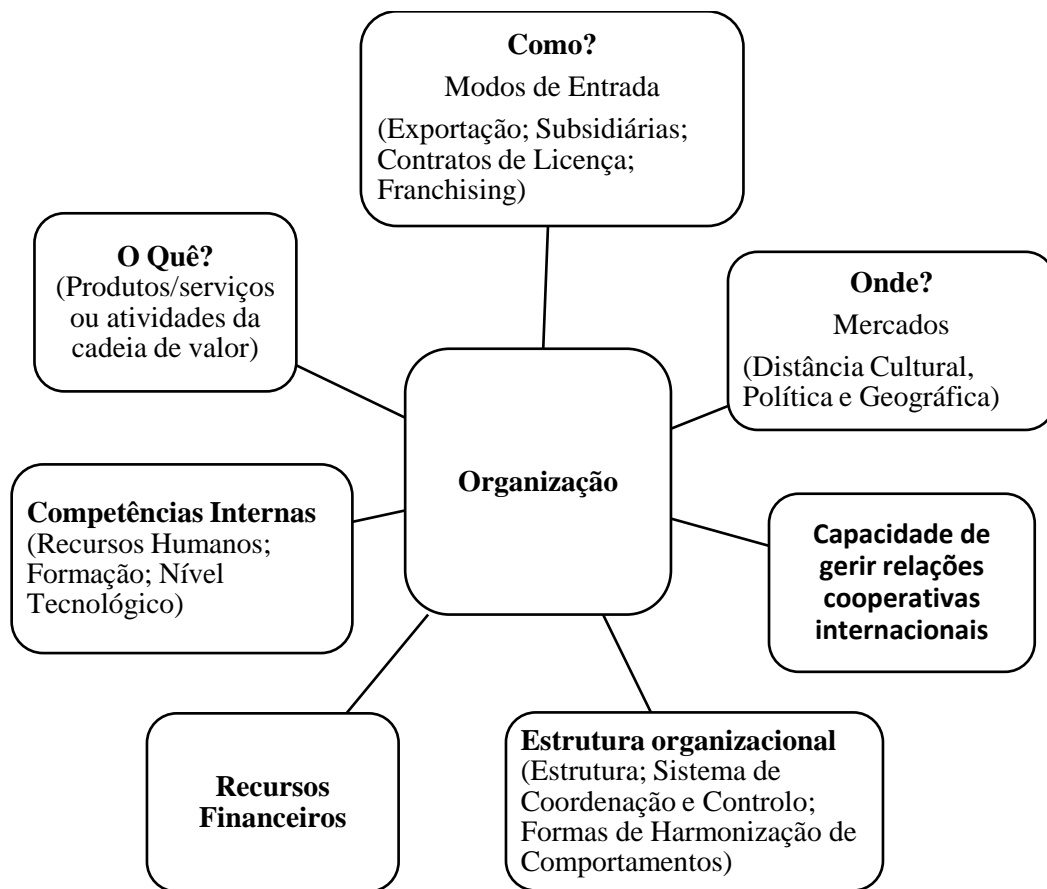 Como?
Modos de Entrada
(Exportação; Subsidiárias;
Contratos de Licença;
Franchising)
O Quê?
(Produtos/serviços
ou atividades da
cadeia de valor)
Onde?
Mercados
(Distância Cultural,
Política e Geográfica)
Organização
Competências Internas
(Recursos Humanos;
Formação; Nível
Tecnológico)
Capacidade de
gerir relações
cooperativas
internacionais
Recursos
Financeiros
Estrutura organizacional
(Estrutura; Sistema de
Coordenação e Controlo;
Formas de Harmonização de
Comportamentos)